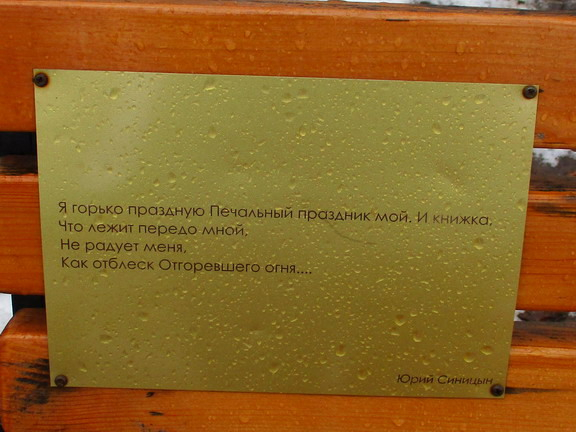 Я горько праздную Печальный праздник мой. И книжка,
Что лежит передо мной,
Не радует меня,
Как отблеск Отгоревшего огня....
Юрий Синицын